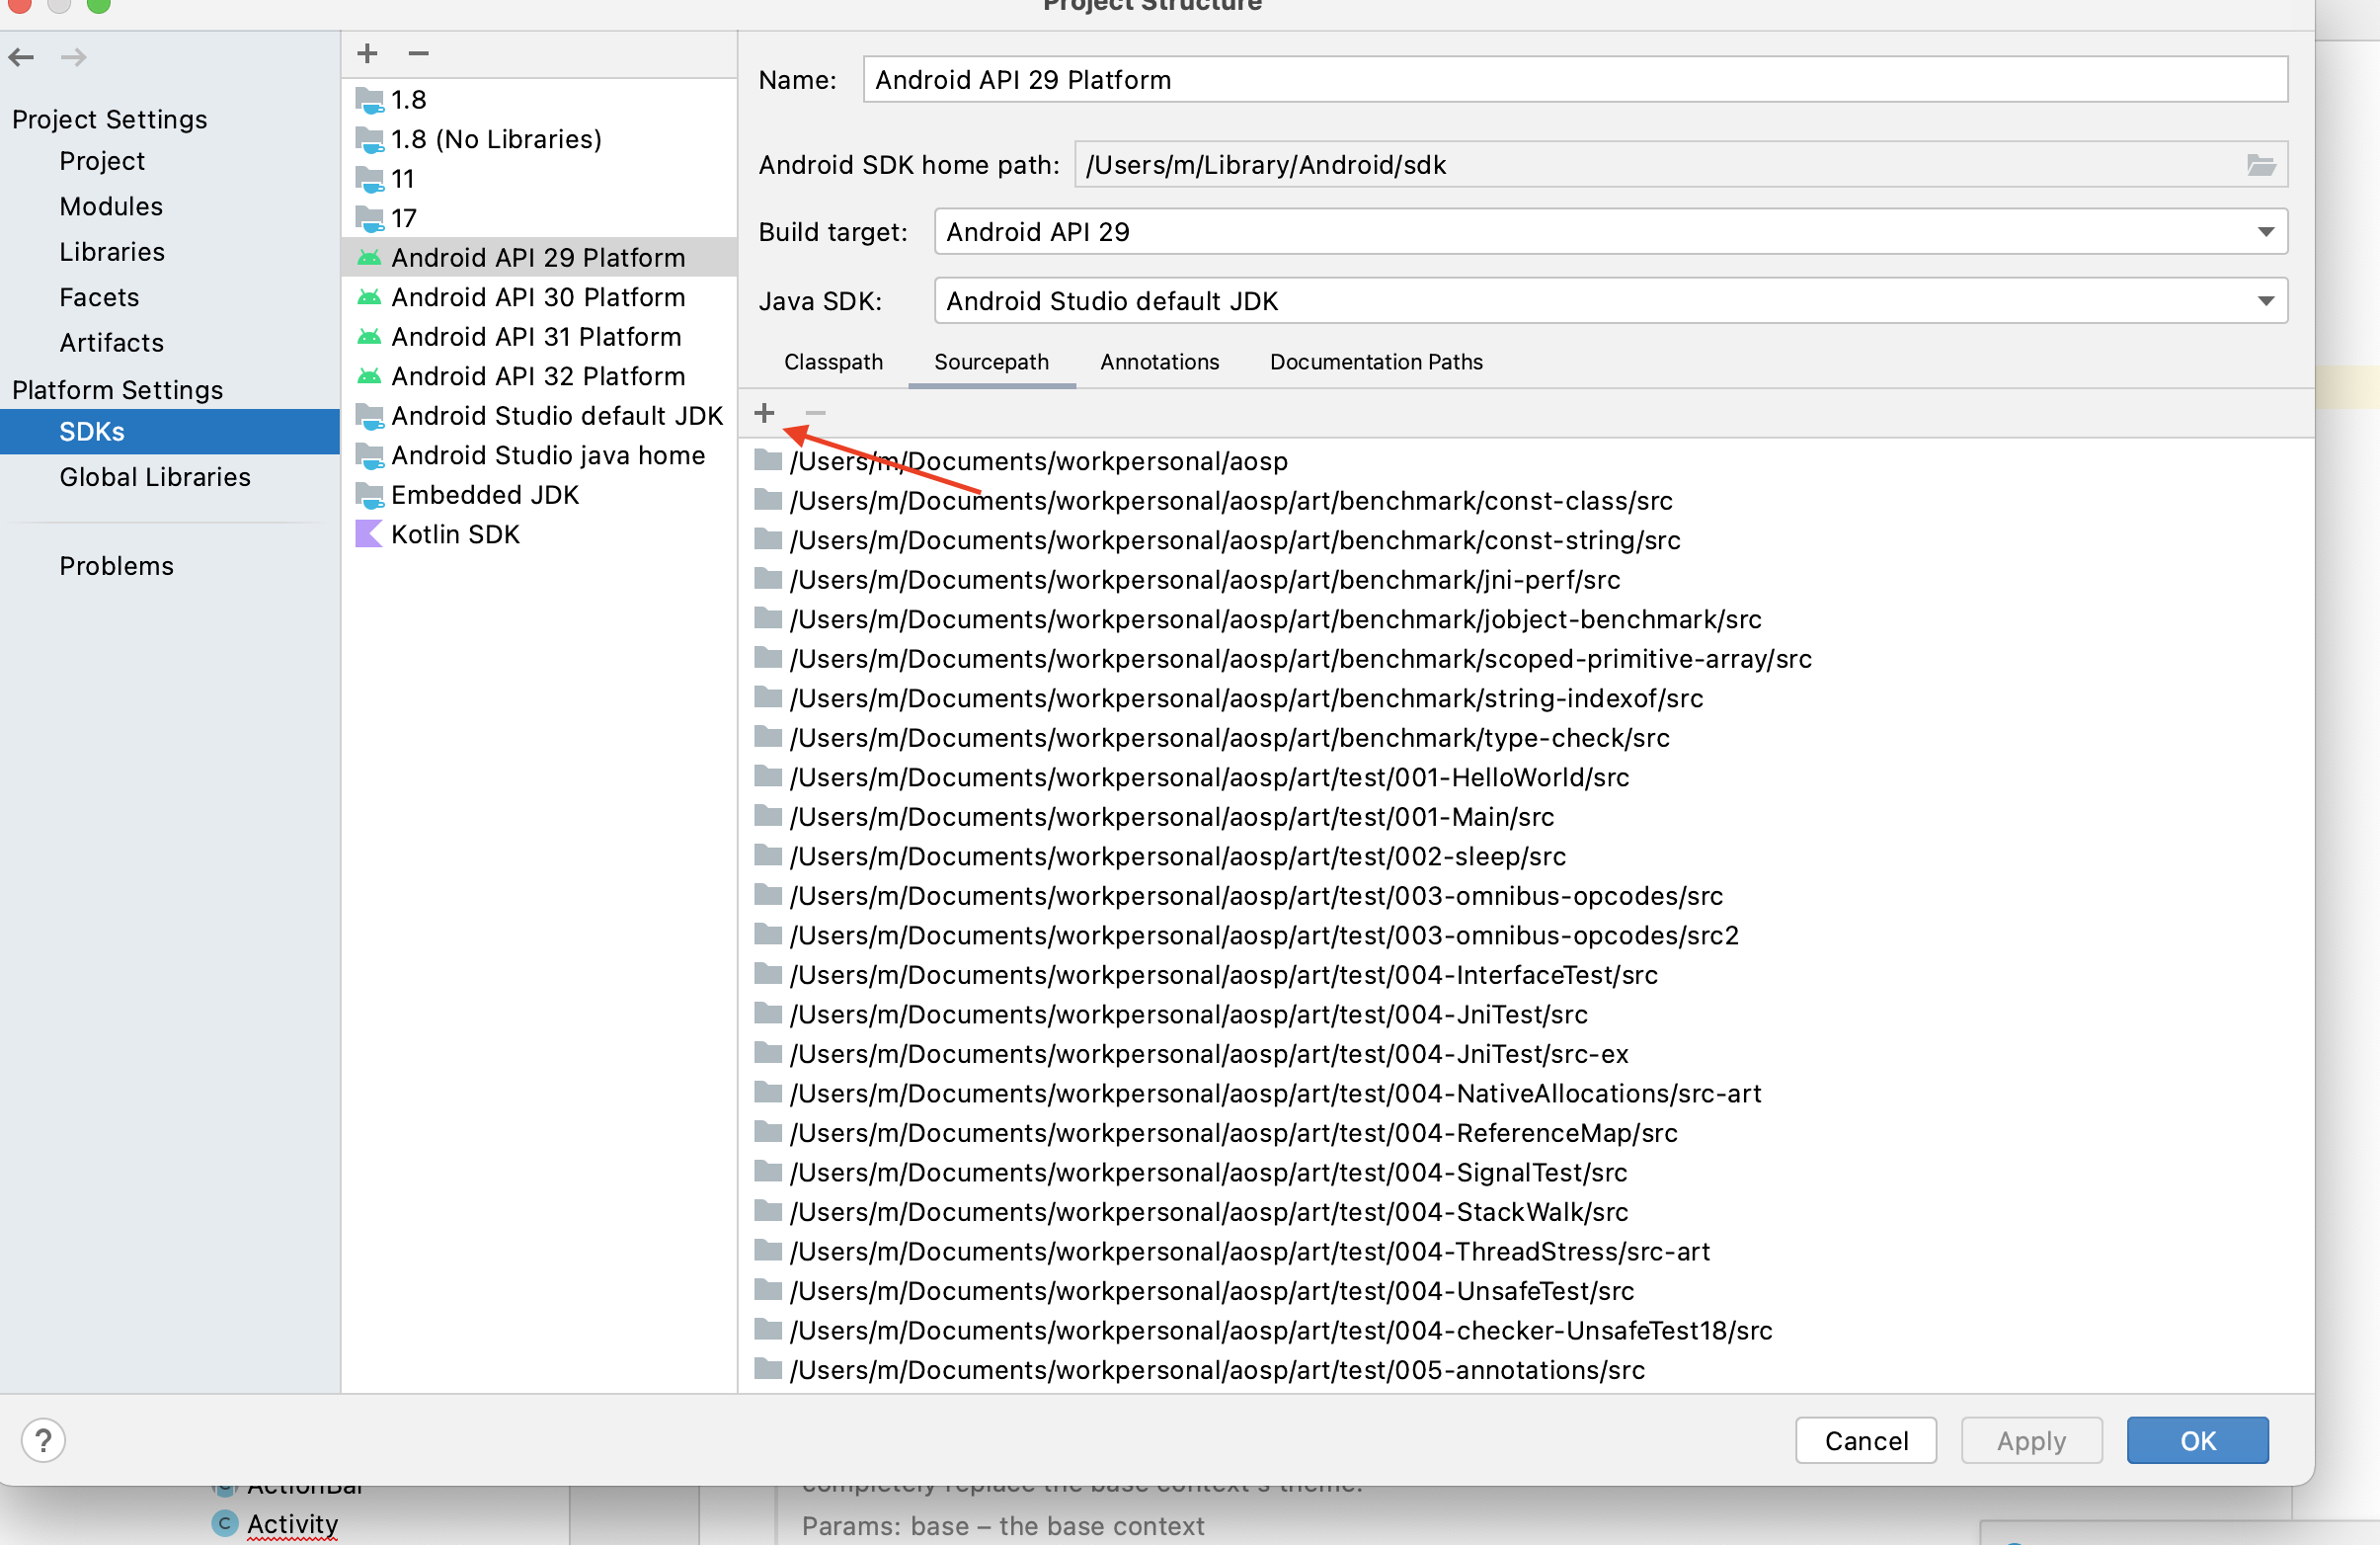 Project Structure
Project Settings
Project
Modules
Libraries
Facets
Artifacts
Platform Settings
SDKs
Global Libraries
Problems
1.8
1.8 (No Libraries)
11
17
Android API 29 Platform
Android API 30 Platform
Android API 31 Platform
Android API 32 Platform
Android Studio default JDK
Android Studio java home
Embedded JDK
Kotlin SDK
Name: Android API 29 Platform
Android SDK home path: /Users/m/Library/Android/sdk
Build target: Android API 29
Java SDK: Android Studio default JDK
Classpath Sourcepath Annotations Documentation Paths
/Users/m/Documents/workpersonal/aosp
/Users/m/Documents/workpersonal/aosp/art/benchmark/const-class/src
/Users/m/Documents/workpersonal/aosp/art/benchmark/const-string/src
/Users/m/Documents/workpersonal/aosp/art/benchmark/jni-perf/src
/Users/m/Documents/workpersonal/aosp/art/benchmark/jobject-benchmark/src
/Users/m/Documents/workpersonal/aosp/art/benchmark/scoped-primitive-array/src
/Users/m/Documents/workpersonal/aosp/art/benchmark/string-indexof/src
/Users/m/Documents/workpersonal/aosp/art/benchmark/type-check/src
/Users/m/Documents/workpersonal/aosp/art/test/001-HelloWorld/src
/Users/m/Documents/workpersonal/aosp/art/test/001-Main/src
/Users/m/Documents/workpersonal/aosp/art/test/002-sleep/src
/Users/m/Documents/workpersonal/aosp/art/test/003-omnibus-opcodes/src
/Users/m/Documents/workpersonal/aosp/art/test/003-omnibus-opcodes/src2
/Users/m/Documents/workpersonal/aosp/art/test/004-InterfaceTest/src
/Users/m/Documents/workpersonal/aosp/art/test/004-JniTest/src
/Users/m/Documents/workpersonal/aosp/art/test/004-JniTest/src-ex
/Users/m/Documents/workpersonal/aosp/art/test/004-NativeAllocations/src-art
/Users/m/Documents/workpersonal/aosp/art/test/004-ReferenceMap/src
/Users/m/Documents/workpersonal/aosp/art/test/004-SignalTest/src
/Users/m/Documents/workpersonal/aosp/art/test/004-StackWalk/src
/Users/m/Documents/workpersonal/aosp/art/test/004-ThreadStress/src-art
/Users/m/Documents/workpersonal/aosp/art/test/004-UnsafeTest/src
/Users/m/Documents/workpersonal/aosp/art/test/004-checker-UnsafeTest18/src
/Users/m/Documents/workpersonal/aosp/art/test/005-annotations/src
? Cancel Apply OK
ActionBar
C Activity
completely replace the base context's theme.
Params: base – the base context